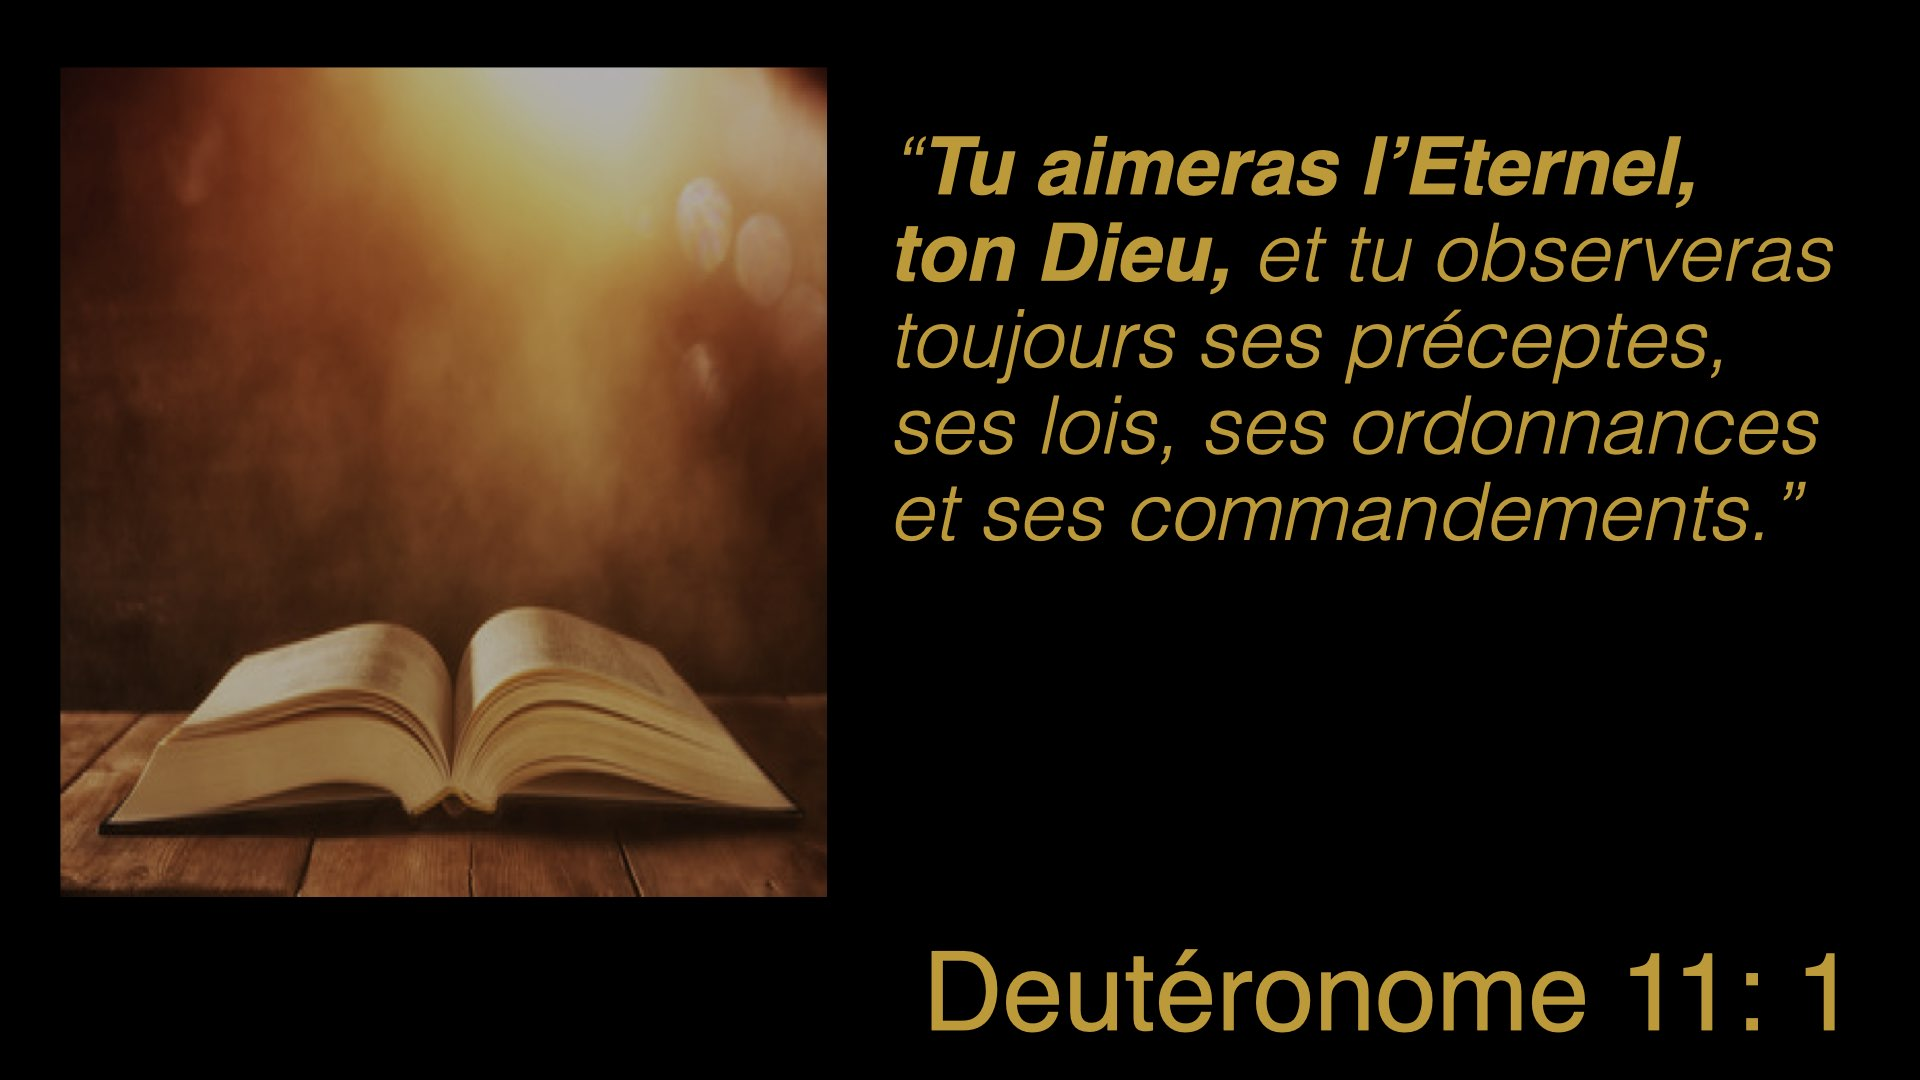 “Tu aimeras l’Eternel,
ton Dieu, et tu observeras
toujours ses préceptes,
ses lois, ses ordonnances
et ses commandements.”
Deutéronome 11: 1